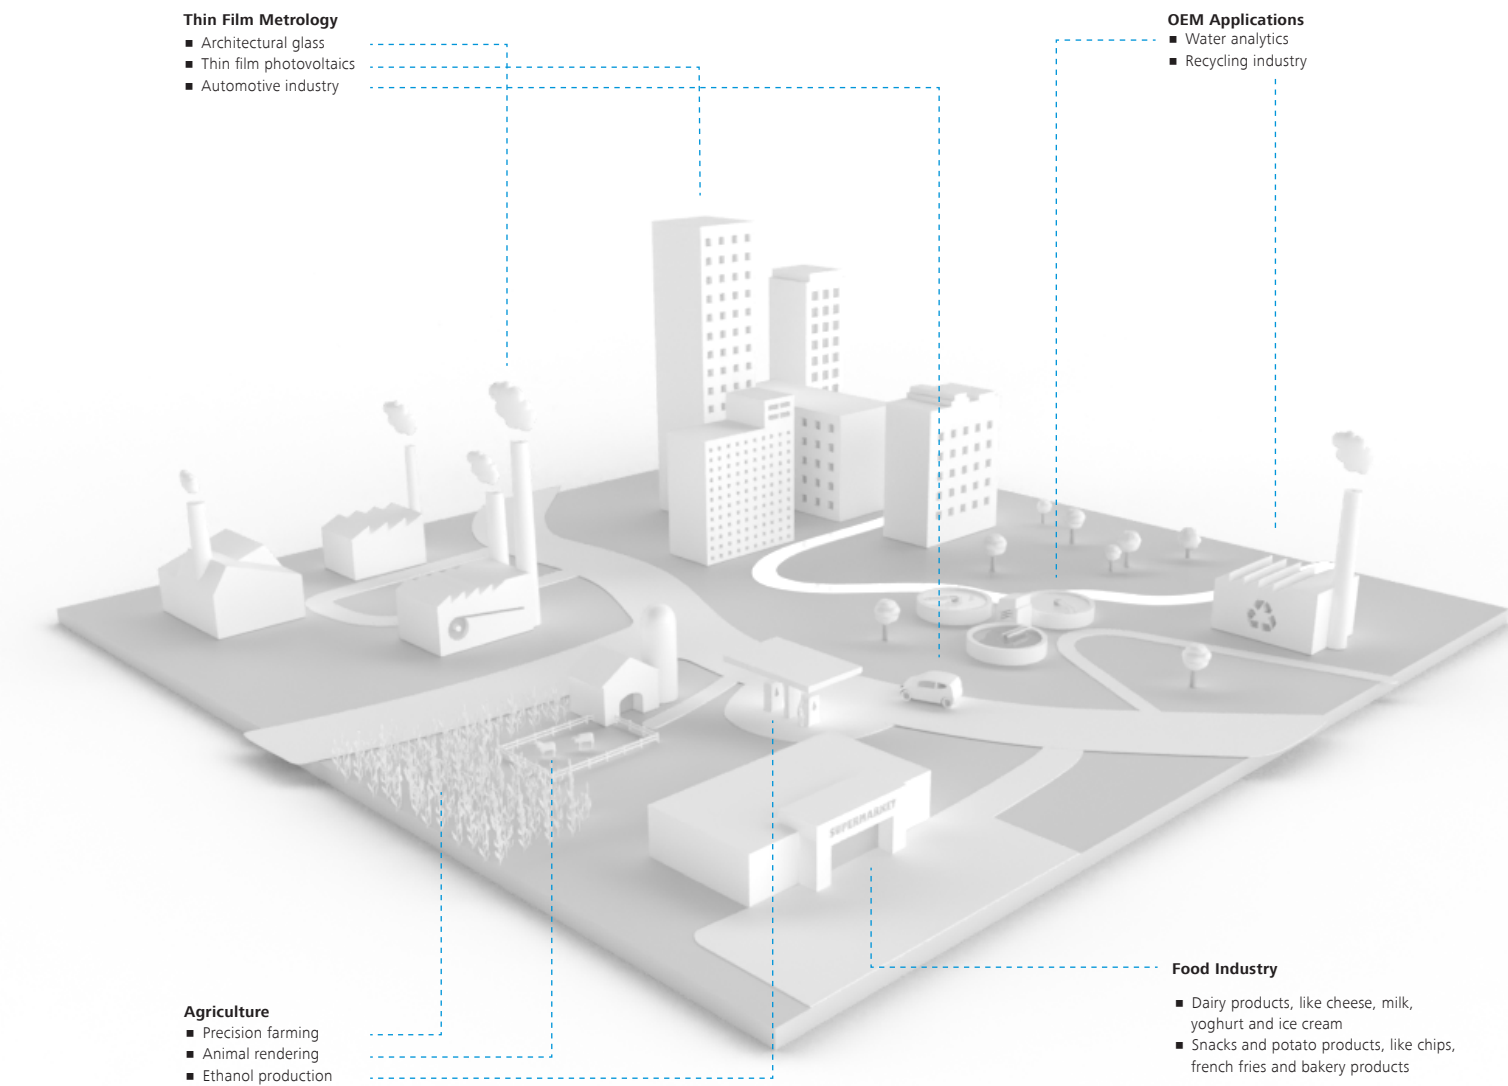 Thin Film Metrology
■ Architectural glass
■ Thin film photovoltaics
■ Automotive industry
OEM Applications
■ Water analytics
■ Recycling industry
SUPERMARKET
Food Industry
■ Dairy products, like cheese, milk,
yoghurt and ice cream
■ Snacks and potato products, like chips,
french fries and bakery products
Agriculture
■ Precision farming
■ Animal rendering
■ Ethanol production